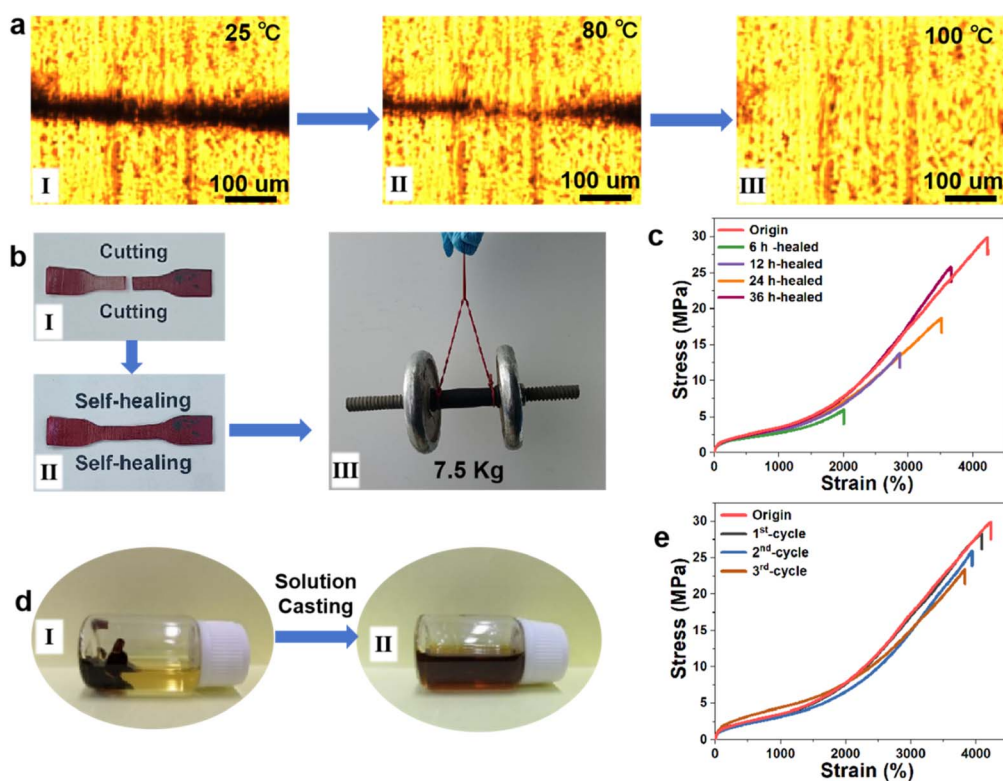 a
25 ℃
I
100 um
80 ℃
II
100 um
100 ℃
III
100 um
b
Cutting
Cutting
I
Self-healing
Self-healing
II
7.5 Kg
III
c
Origin
6 h -healed
12 h-healed
24 h-healed
36 h-healed
Stress (MPa)
30
25
20
15
10
5
0
0
1000
2000
3000
4000
Strain (%)
d
I
Solution
Casting
II
e
Origin
1st-cycle
2nd-cycle
3rd-cycle
Stress (MPa)
30
25
20
15
10
5
0
0
1000
2000
3000
4000
Strain (%)